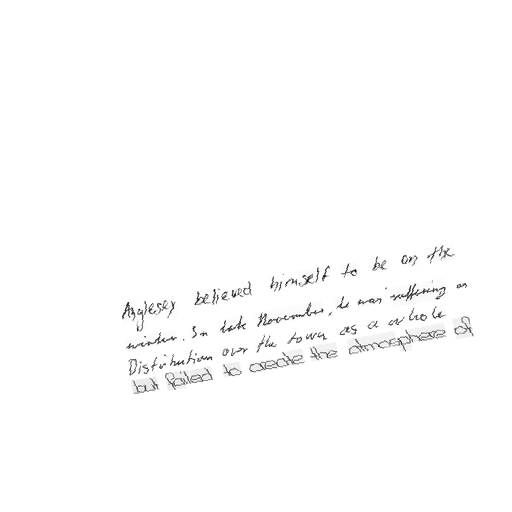 Anglesey believed himself to be on the
winter. In late November, he was suffering an
Distribution over the town as a whole
but failed to create the atmosphere of